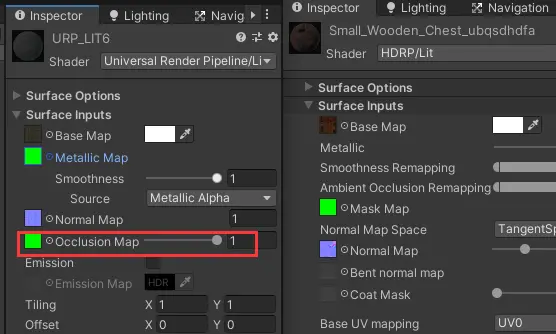 Inspector
Lighting
Navig
URP_LIT6
Shader
Universal Render Pipeline/Li
Surface Options
Surface Inputs
Base Map
Metallic Map
Smoothness
1
Source
Metallic Alpha
Normal Map
1
Occlusion Map
1
Emission
Emission Map
HDR
Tiling
X 1
Y 1
Offset
X 0
Y 0
Inspector
Lighting
Navigation
Small_Wooden_Chest_ubqsdhdfa
Shader
HDRP/Lit
Surface Options
Surface Inputs
Base Map
Metallic
Smoothness Remapping
Ambient Occlusion Remapping
Mask Map
Normal Map Space
TangentSp
Normal Map
Bent normal map
Coat Mask
Base UV mapping
UV0